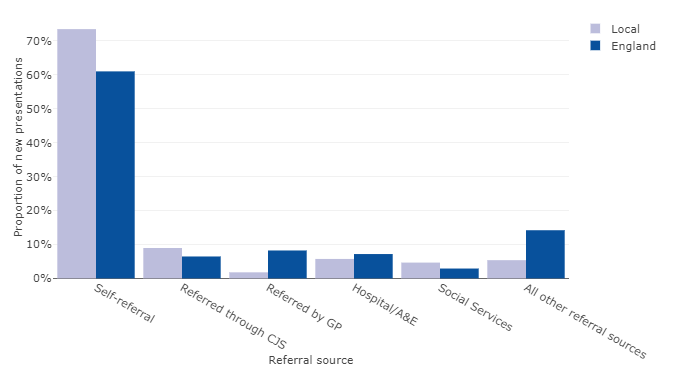 Local
England
70%
60%
50%
40%
30%
20%
10%
0%
Proportion of new presentations
Self-referral
Referred through CJS
Referred by GP
Hospital/A&E
Social Services
All other referral sources
Referral source